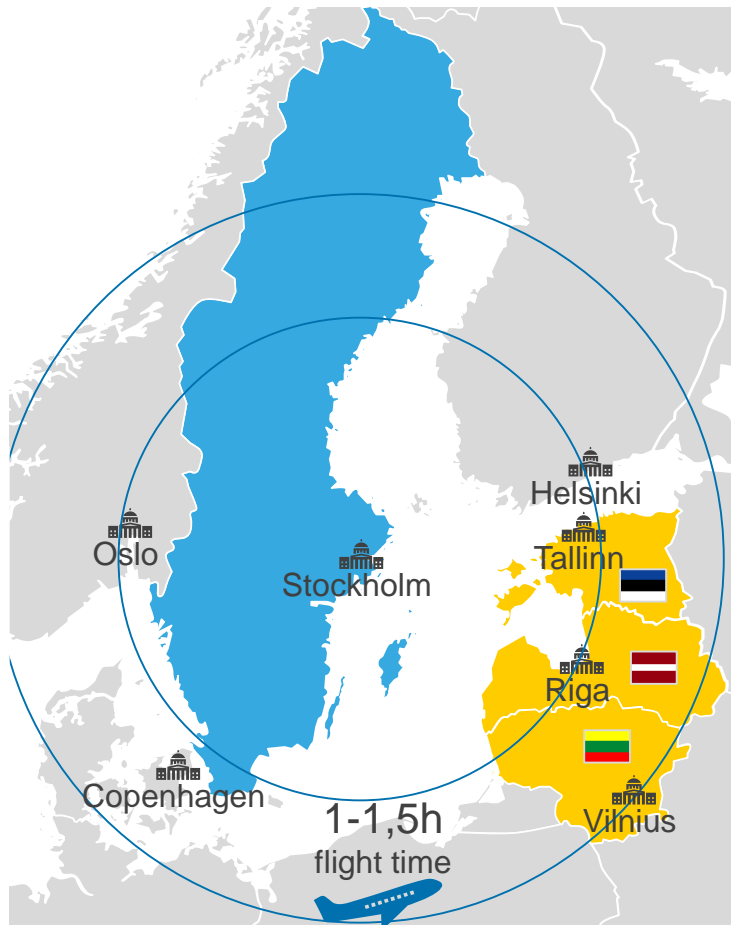 Helsinki
Oslo
Tallinn
Stockholm
Riga
Copenhagen
Vilnius
1-1,5h
flight time